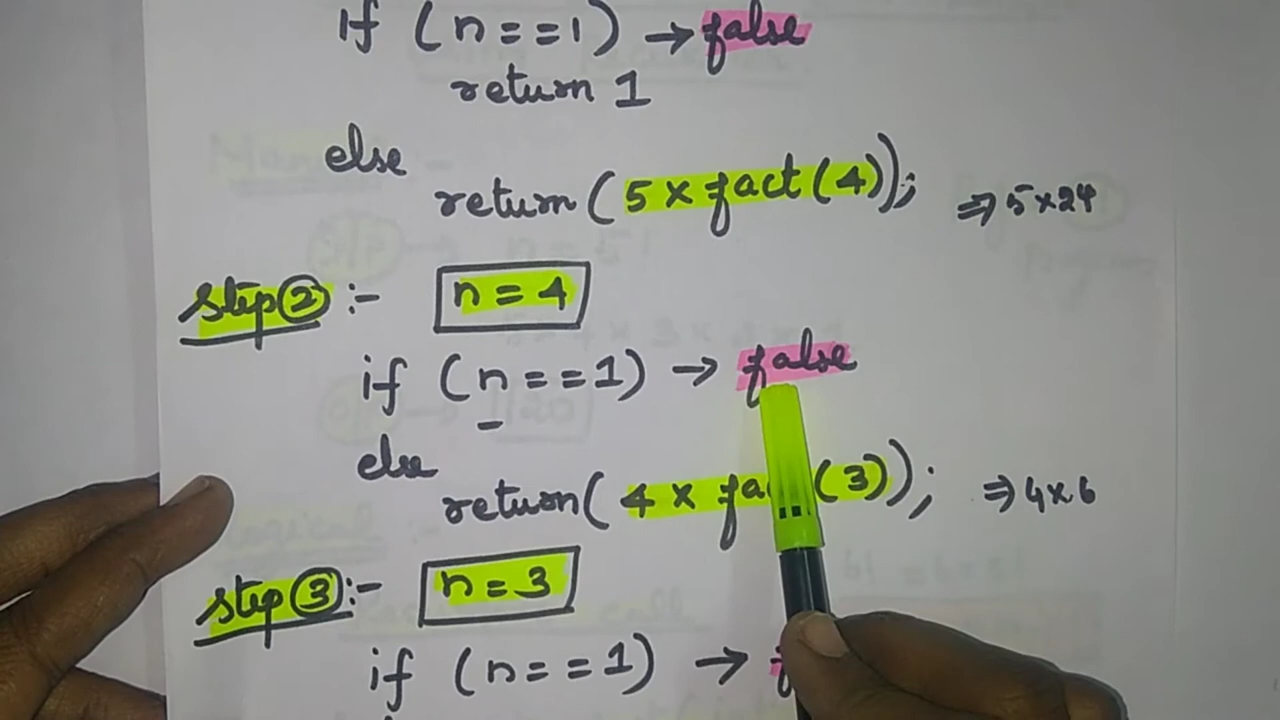 if (n==1) → false
return 1
else
return (5 x fact(4)); ⇒ 5x24
step ② :- n = 4
if (n==1) → false
else
return (4 x fact(3)); ⇒ 4x6
step ③ :- n = 3
if (n==1) →